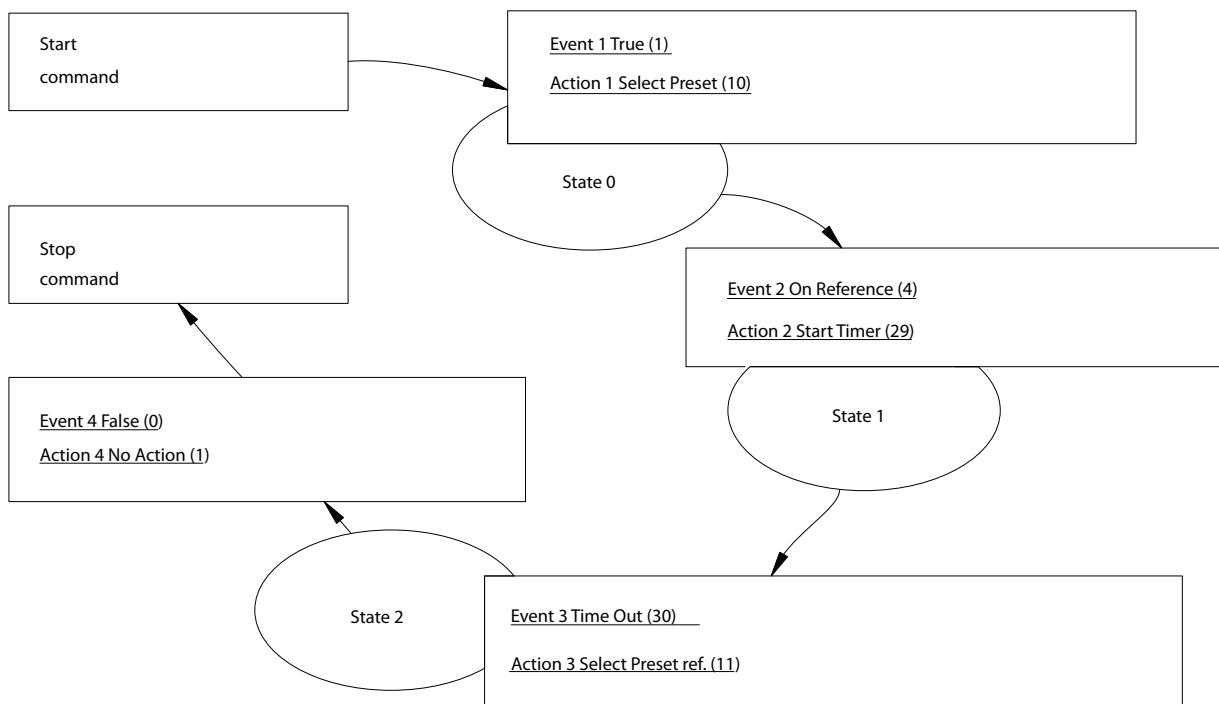 Start
command
Event 1 True (1)
Action 1 Select Preset (10)
State 0
Event 2 On Reference (4)
Action 2 Start Timer (29)
State 1
Event 3 Time Out (30)
Action 3 Select Preset ref. (11)
State 2
Event 4 False (0)
Action 4 No Action (1)
Stop
command